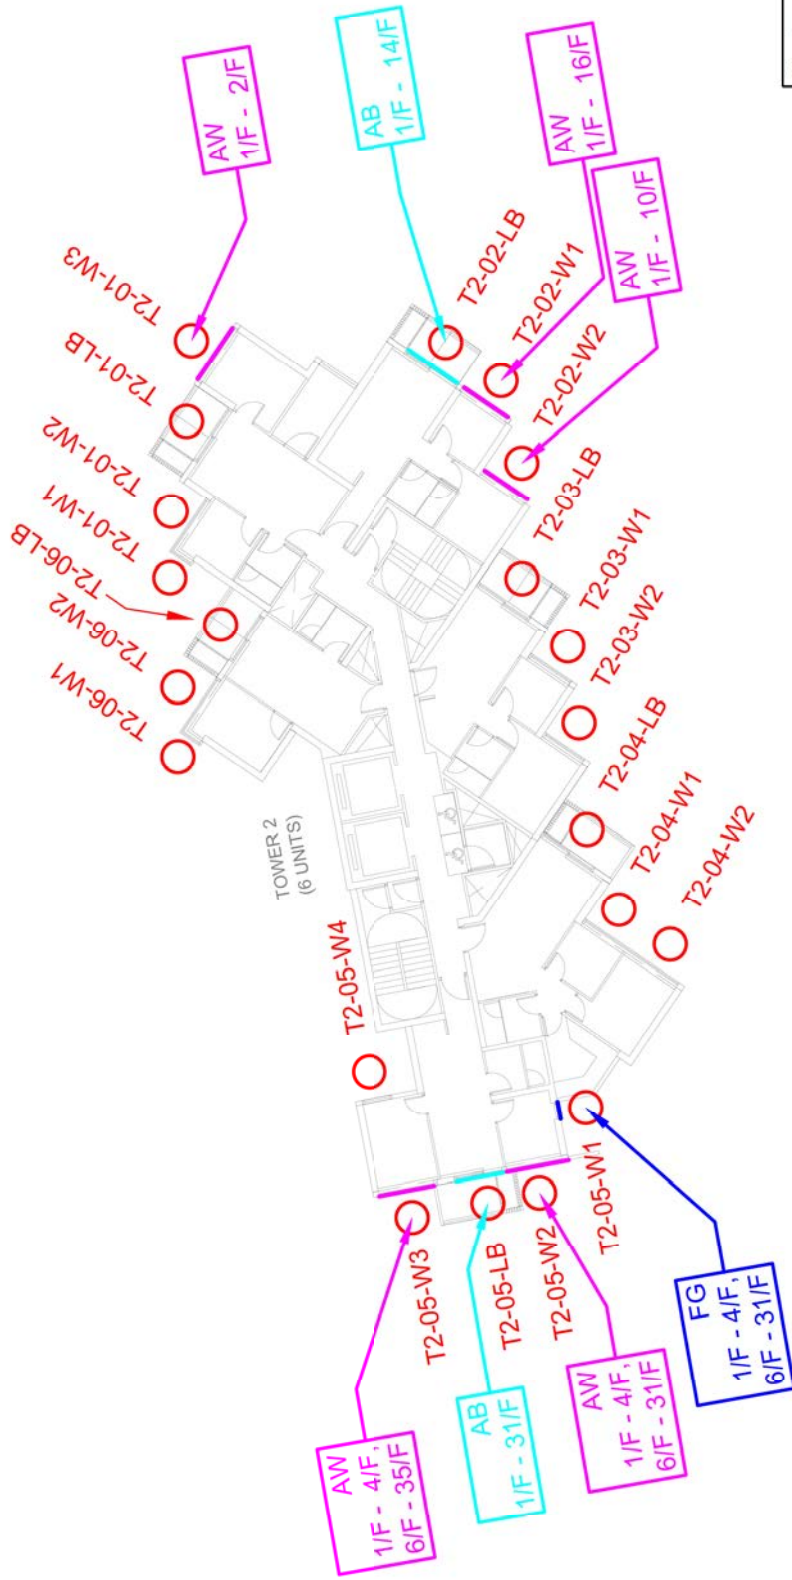 AW
1/F - 2/F
AB
1/F - 14/F
AW
1/F - 16/F
AW
1/F - 10/F
T2-01-W3
T2-01-LB
T2-01-W2
T2-01-W1
T2-06-LB
T2-06-W2
T2-06-W1
T2-02-LB
T2-02-W1
T2-02-W2
T2-03-LB
T2-03-W1
T2-03-W2
T2-04-LB
T2-04-W1
T2-04-W2
TOWER 2
(6 UNITS)
T2-05-W4
T2-05-W3
T2-05-LB
T2-05-W2
T2-05-W1
AW
1/F - 4/F,
6/F - 35/F
AB
1/F - 31/F
AW
1/F - 4/F,
6/F - 31/F
FG
1/F - 4/F,
6/F - 31/F